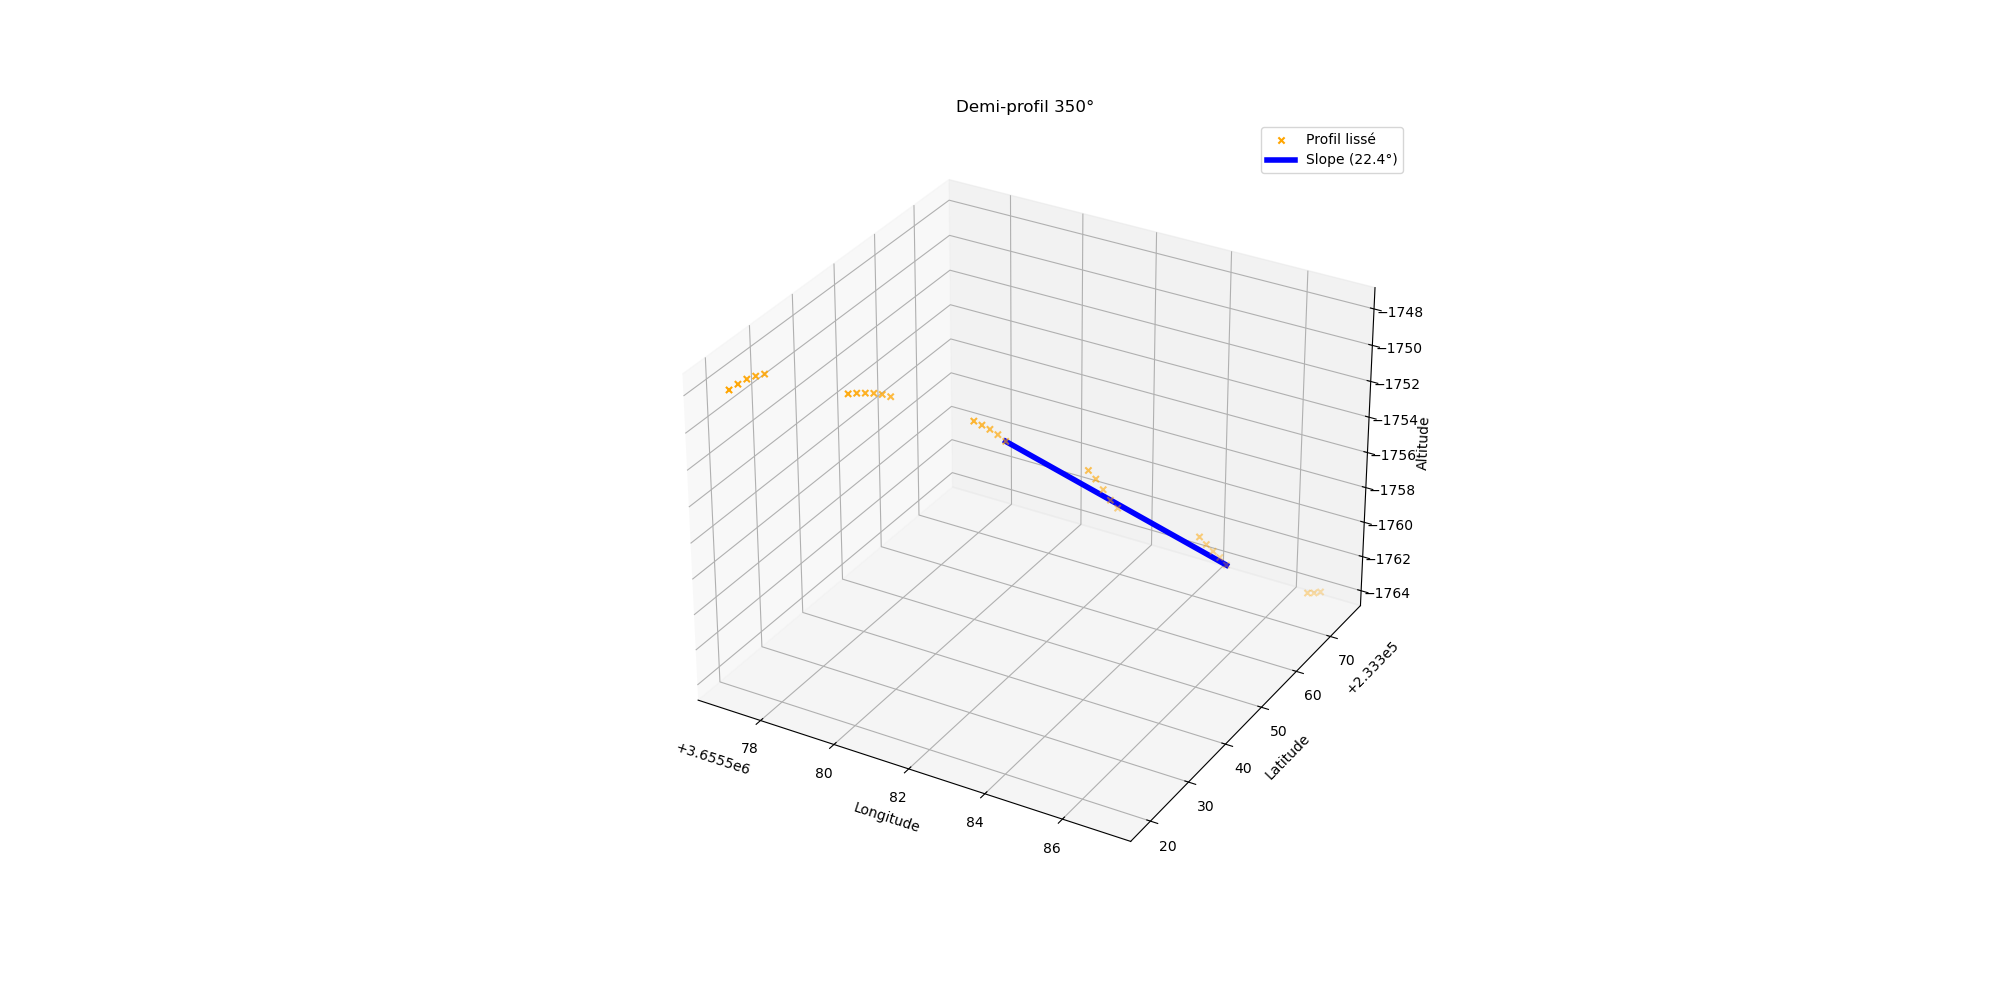 Demi-profil 350°
Profil lissé
Slope (22.4°)
−1748
−1750
−1752
−1754
−1756
−1758
−1760
−1762
−1764
Altitude
70
60
50
40
30
20
+2.333e5
Latitude
78
80
82
84
86
+3.6555e6
Longitude